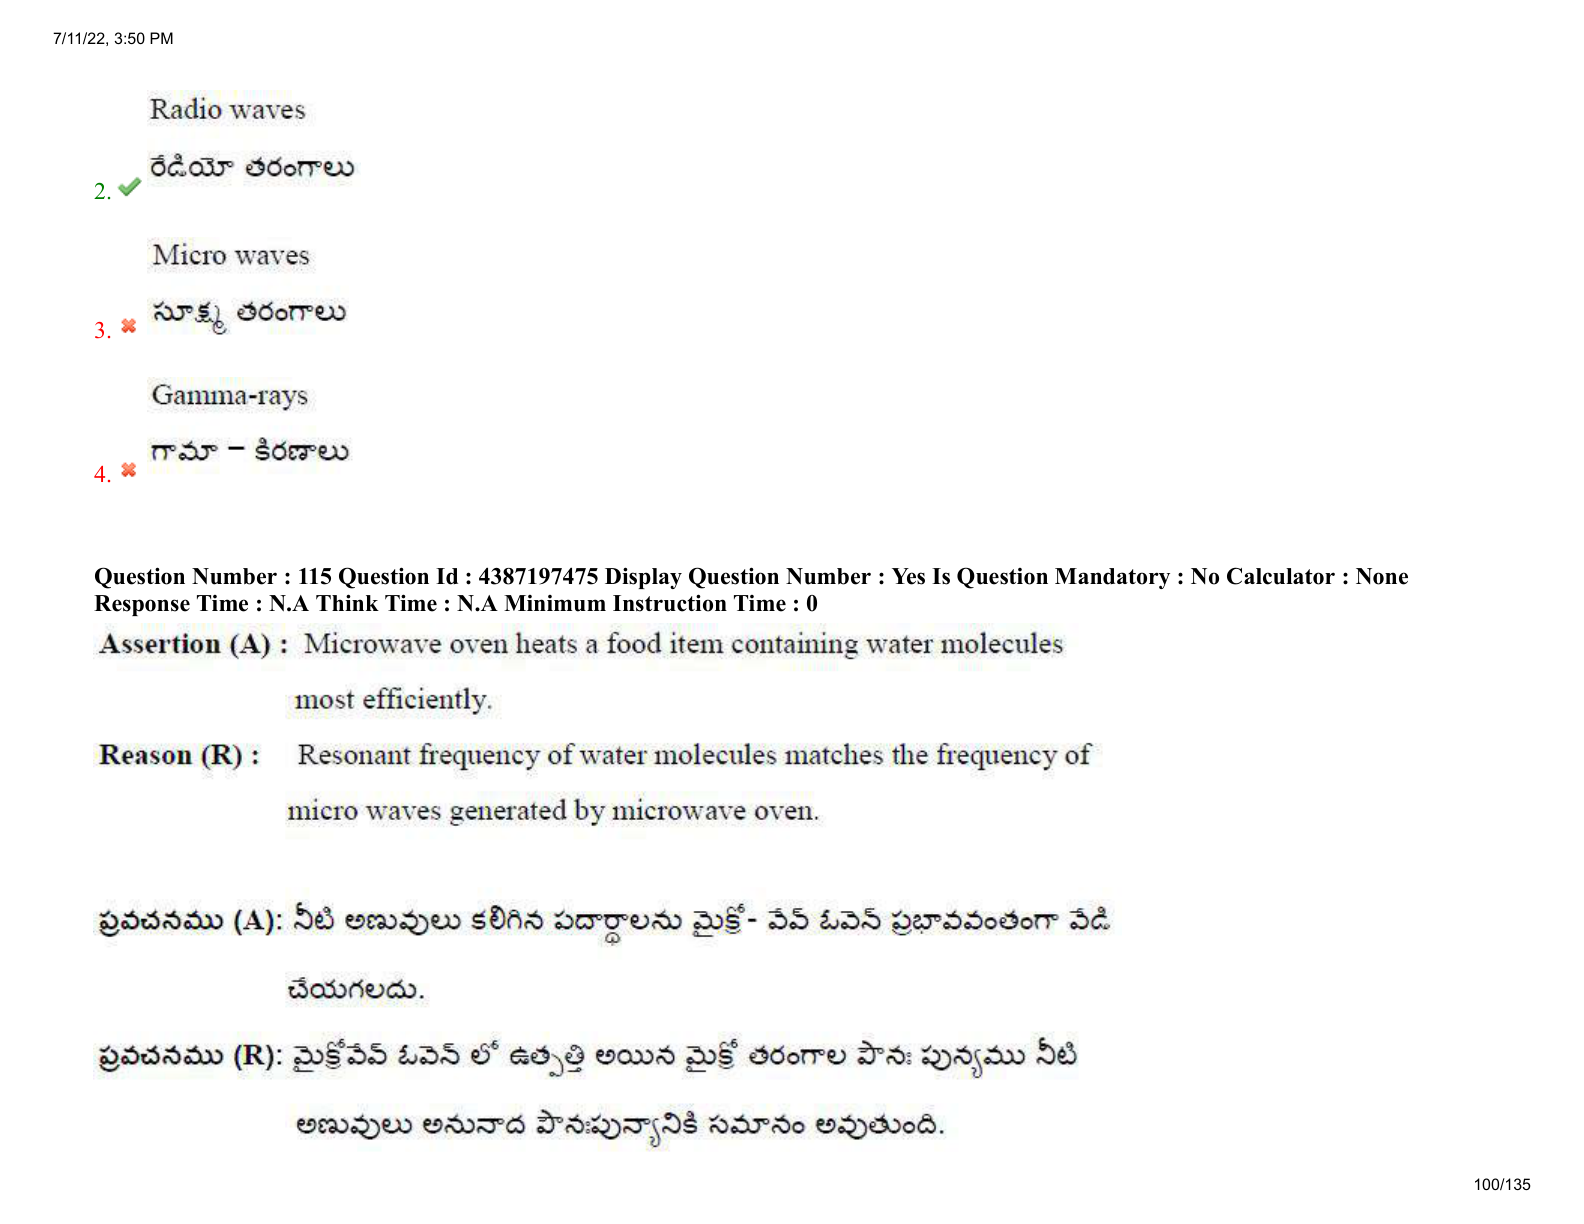 7/11/22, 3:50 PM
Radio waves
రేడియో తరంగాలు
2.
Micro waves
సూక్ష్మ తరంగాలు
3.
Gamma-rays
గామా – కిరణాలు
4.
Question Number : 115 Question Id : 4387197475 Display Question Number : Yes Is Question Mandatory : No Calculator : None
Response Time : N.A Think Time : N.A Minimum Instruction Time : 0
Assertion (A) : Microwave oven heats a food item containing water molecules
most efficiently.
Reason (R) : Resonant frequency of water molecules matches the frequency of
micro waves generated by microwave oven.
ప్రవచనము (A): నీటి అణువులు కలిగిన పదార్ధాలను మైక్రో- వేవ్ ఓవెన్ ప్రభావవంతంగా వేడి
చేయగలదు.
ప్రవచనము (R): మైక్రోవేవ్ ఓవెన్ లో ఉత్పత్తి అయిన మైక్రో తరంగాల పౌనః పున్యము నీటి
అణువులు అనునాద పౌనఃపున్యానికి సమానం అవుతుంది.
100/135